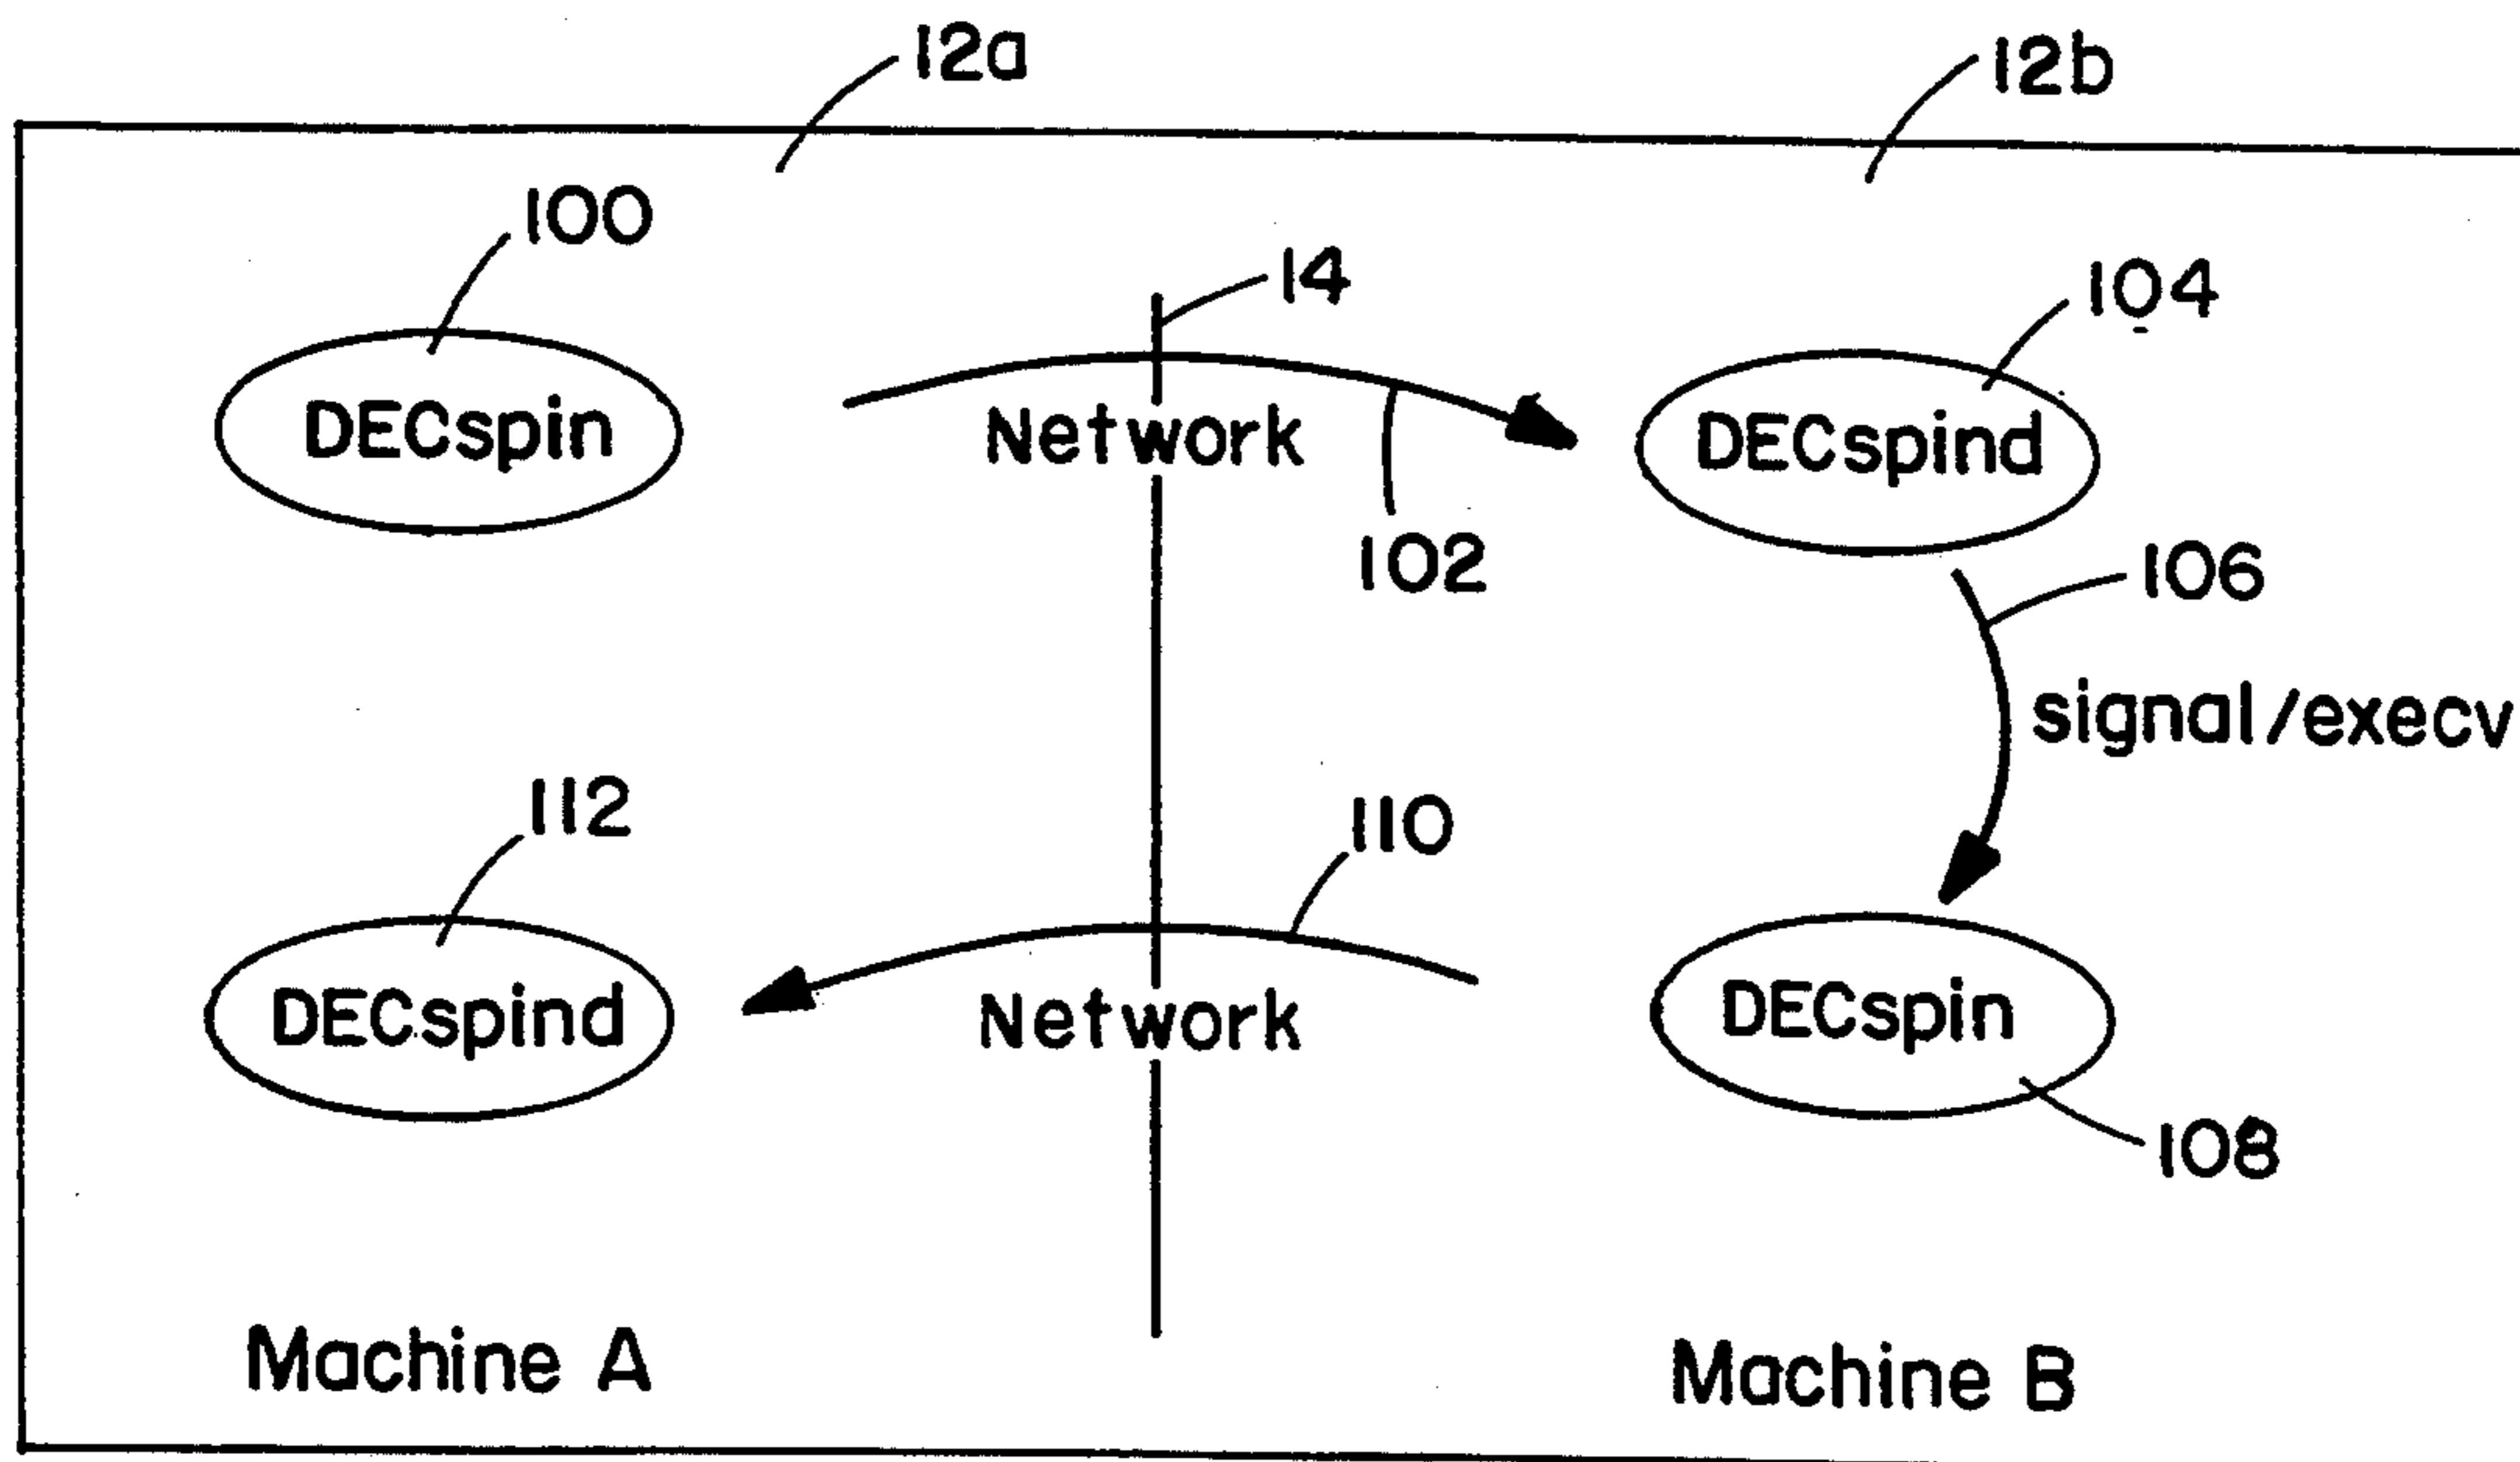 12a
12b
100
14
104
DECspin
Network
DECspind
102
106
signal/execv
112
110
DECspind
Network
DECspin
108
Machine A
Machine B